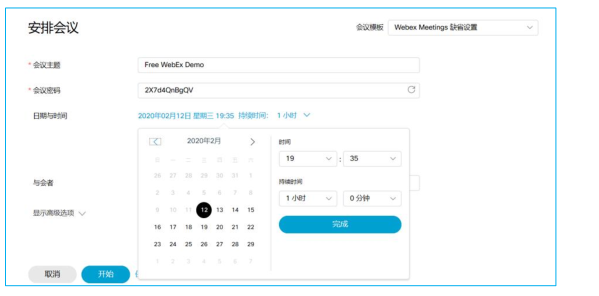 安排会议
会议模板 Webex Meetings 缺省设置
* 会议主题 Free WebEx Demo
* 会议密码 2X7d4QnBgQV
日期与时间 2020年02月12日 星期三 19:35 持续时间: 1 小时
2020年2月
时间
日 一 二 三 四 五 六
19 : 35
26 27 28 29 30 31 1
与会者
持续时间
2 3 4 5 6 7 8
1 小时 0 分钟
显示高级选项
9 10 11 12 13 14 15
16 17 18 19 20 21 22
完成
23 24 25 26 27 28 29
1 2 3 4 5 6 7
取消 开始